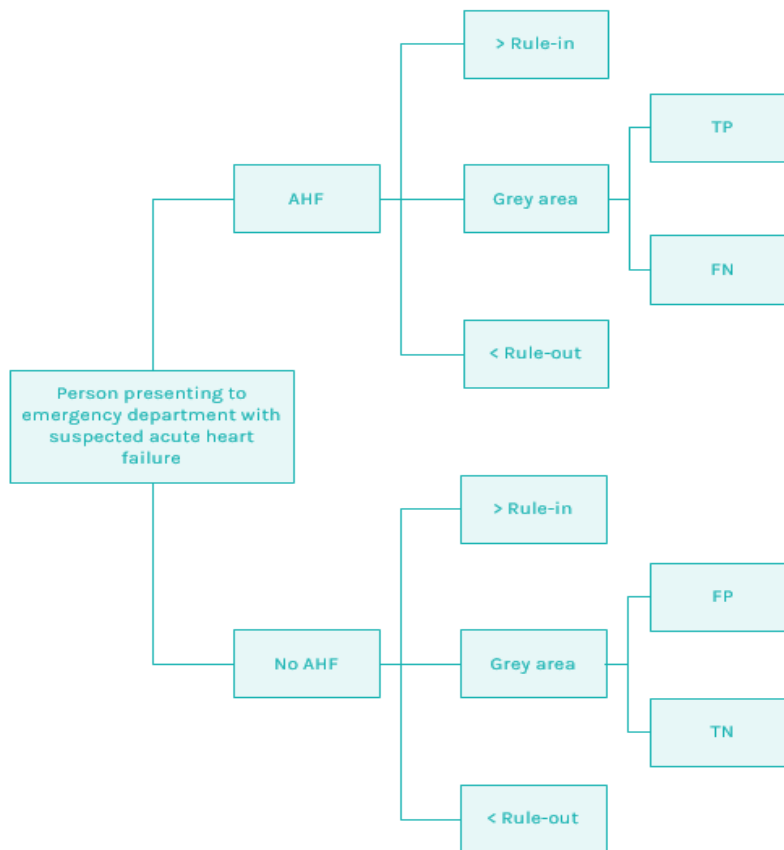 > Rule-in
TP
AHF
Grey area
FN
< Rule-out
Person presenting to
emergency department with
suspected acute heart
failure
> Rule-in
FP
No AHF
Grey area
TN
< Rule-out